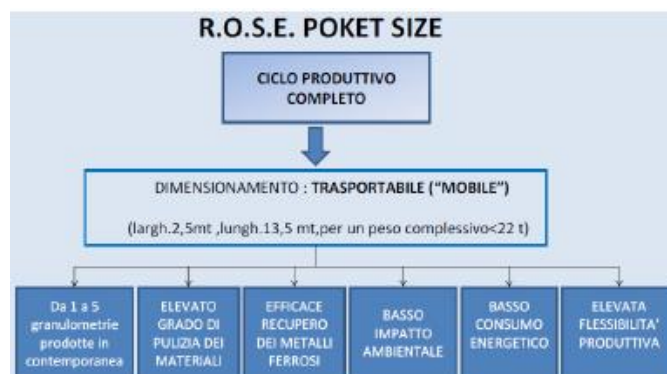 R.O.S.E. POKET SIZE
CICLO PRODUTTIVO
COMPLETO
DIMENSIONAMENTO : TRASPORTABILE ("MOBILE")
(largh.2,5mt ,lungh.13,5 mt,per un peso complessivo<22 t)
Da 1 a 5
granulometrie
prodotte in
contemporanea
ELEVATO
GRADO DI
PULIZIA DEI
MATERIALI
EFFICACE
RECUPERO
DEI METALLI
FERROSI
BASSO
IMPATTO
AMBIENTALE
BASSO
CONSUMO
ENERGETICO
ELEVATA
FLESSIBILITA'
PRODUTTIVA